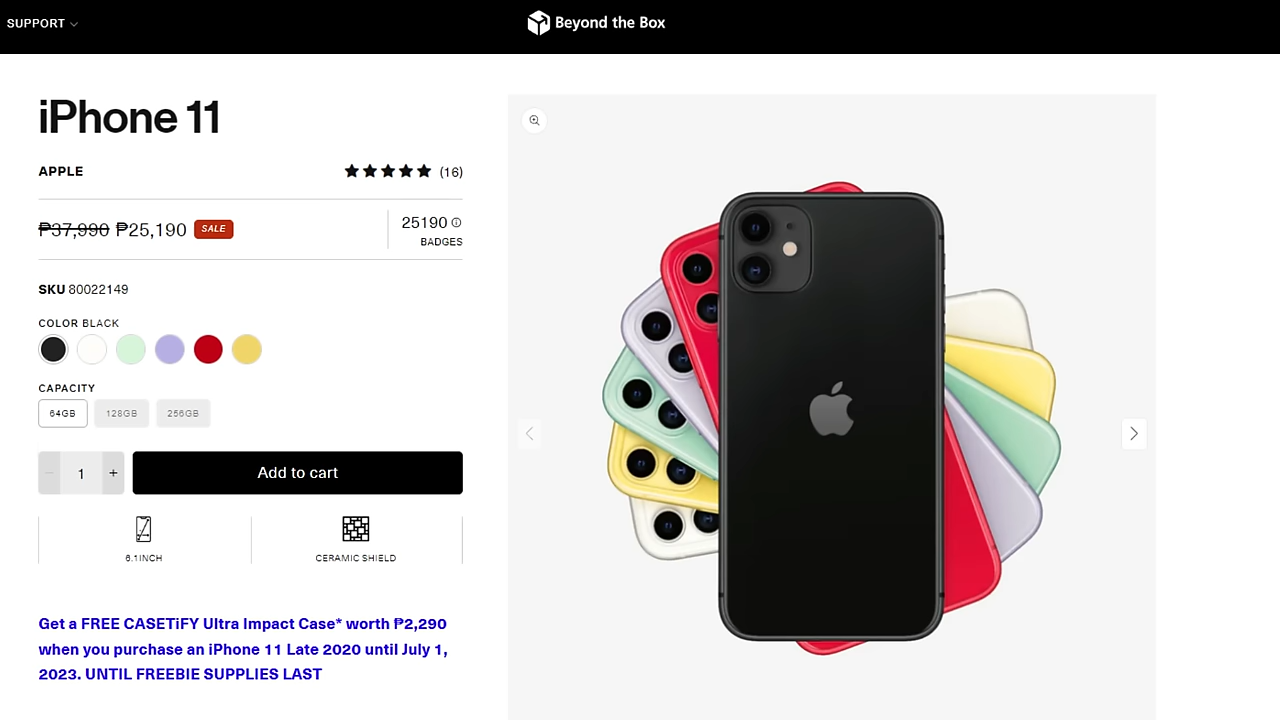 SUPPORT
Beyond the Box
iPhone 11
APPLE
(16)
₱37,990 ₱25,190 SALE
25190
BADGES
SKU 80022149
COLOR BLACK
CAPACITY
64GB 128GB 256GB
- 1 + Add to cart
6.1INCH
CERAMIC SHIELD
Get a FREE CASETiFY Ultra Impact Case* worth ₱2,290
when you purchase an iPhone 11 Late 2020 until July 1,
2023. UNTIL FREEBIE SUPPLIES LAST